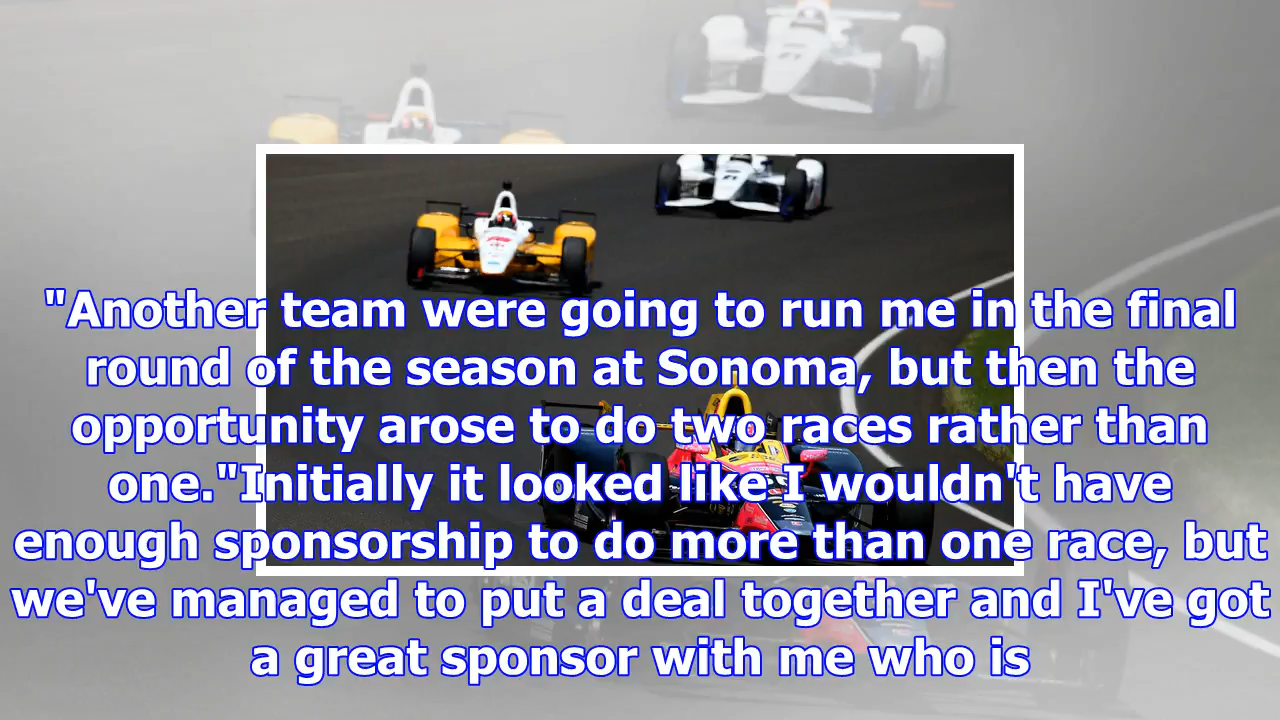 "Another team were going to run me in the final
round of the season at Sonoma, but then the
opportunity arose to do two races rather than
one."Initially it looked like I wouldn't have
enough sponsorship to do more than one race, but
we've managed to put a deal together and I've got
a great sponsor with me who is